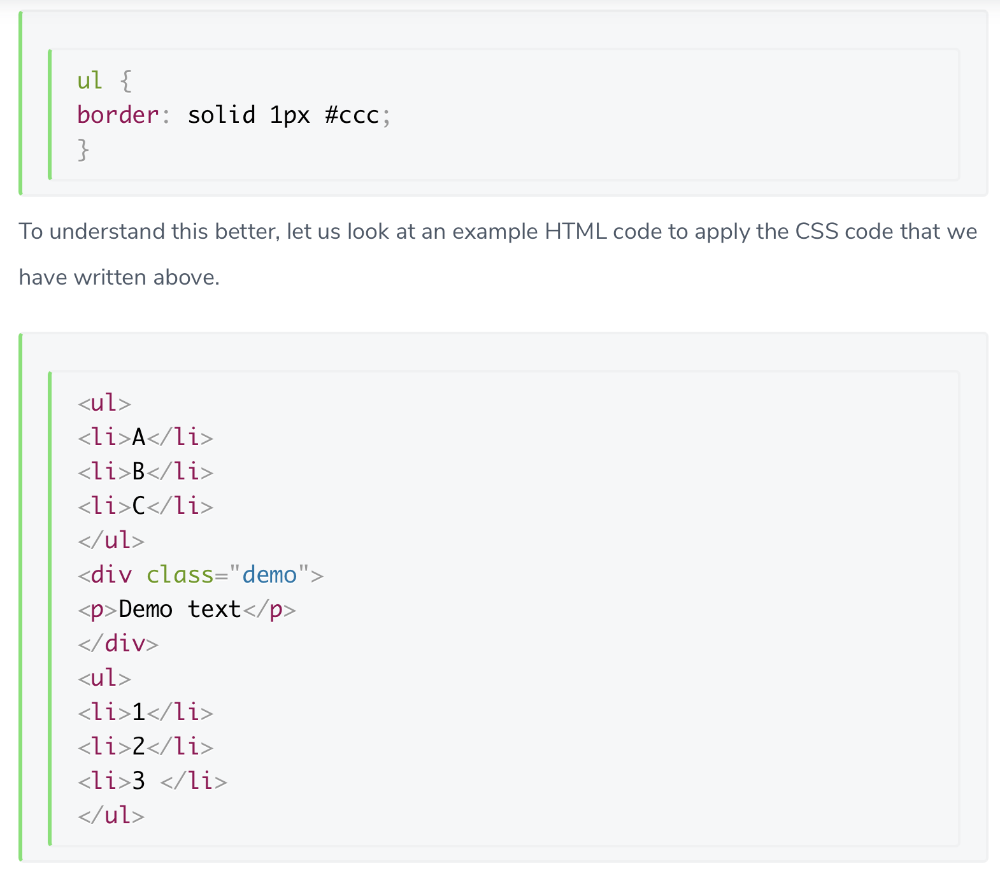 ul {
border: solid 1px #ccc;
}
To understand this better, let us look at an example HTML code to apply the CSS code that we
have written above.
<ul>
<li>A</li>
<li>B</li>
<li>C</li>
</ul>
<div class="demo">
<p>Demo text</p>
</div>
<ul>
<li>1</li>
<li>2</li>
<li>3 </li>
</ul>